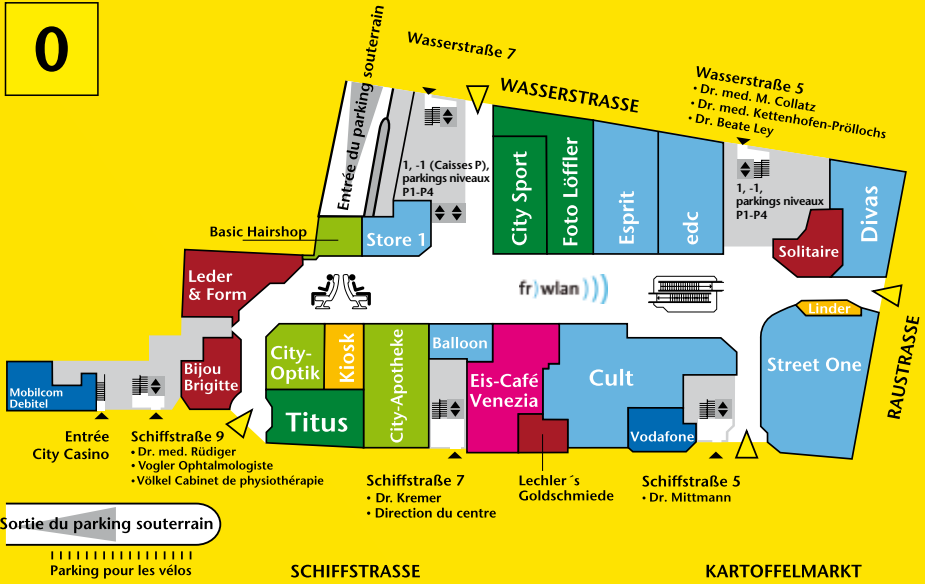 0
Wasserstraße 7
WASSERSTRASSE
Wasserstraße 5
• Dr. med. M. Collatz
• Dr. med. Kettenhofen-Pröllochs
• Dr. Beate Ley
Entrée du parking souterrain
1, -1 (Caisses P),
parkings niveaux
P1-P4
City Sport
Foto Löffler
Esprit
edc
1, -1,
parkings niveaux
P1-P4
Divas
Solitaire
Basic Hairshop
Store 1
Leder
& Form
fr)wlan
Linder
RAUSTRASSE
City-
Optik
Kiosk
City-Apotheke
Balloon
Eis-Café
Venezia
Cult
Street One
Bijou
Brigitte
Titus
Mobilcom
Debitel
Vodafone
Entrée
City Casino
Schiffstraße 9
• Dr. med. Rüdiger
• Vogler Ophtalmologiste
• Völkel Cabinet de physiothérapie
Schiffstraße 7
• Dr. Kremer
• Direction du centre
Lechler´s
Goldschmiede
Schiffstraße 5
• Dr. Mittmann
Sortie du parking souterrain
Parking pour les vélos
SCHIFFSTRASSE
KARTOFFELMARKT